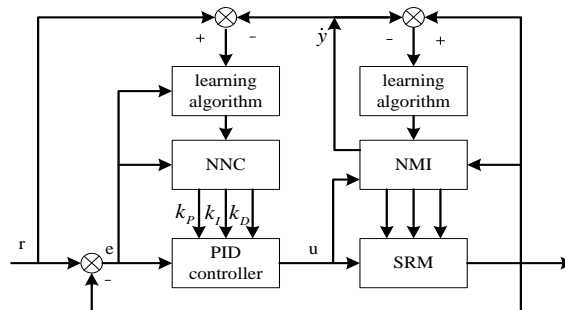 + - - +
ẏ
learning algorithm
learning algorithm
NNC
NMI
k_P k_I k_D
r
e
-
PID controller
u
SRM